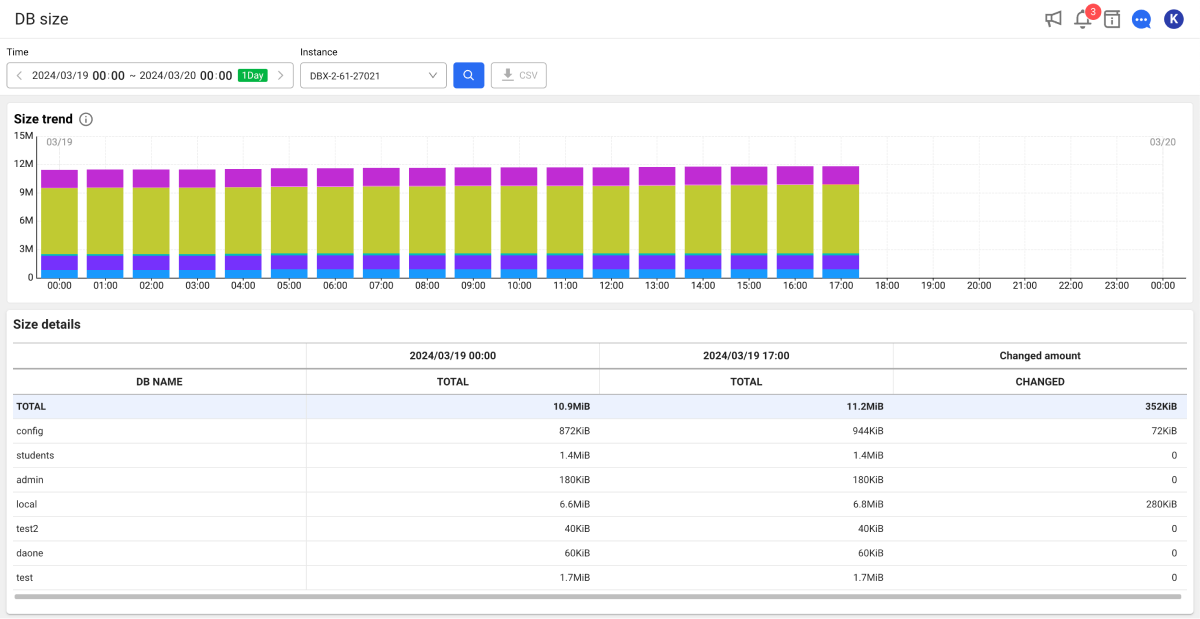 DB size
3
K
Time
Instance
2024/03/19 00:00 ~ 2024/03/20 00:00 1Day
DBX-2-61-27021
CSV
Size trend
15M
12M
9M
6M
3M
0
03/19
03/20
00:00 01:00 02:00 03:00 04:00 05:00 06:00 07:00 08:00 09:00 10:00 11:00 12:00 13:00 14:00 15:00 16:00 17:00 18:00 19:00 20:00 21:00 22:00 23:00 00:00
Size details
2024/03/19 00:00 2024/03/19 17:00 Changed amount
DB NAME TOTAL TOTAL CHANGED
TOTAL 10.9MiB 11.2MiB 352KiB
config 872KiB 944KiB 72KiB
students 1.4MiB 1.4MiB 0
admin 180KiB 180KiB 0
local 6.6MiB 6.8MiB 280KiB
test2 40KiB 40KiB 0
daone 60KiB 60KiB 0
test 1.7MiB 1.7MiB 0